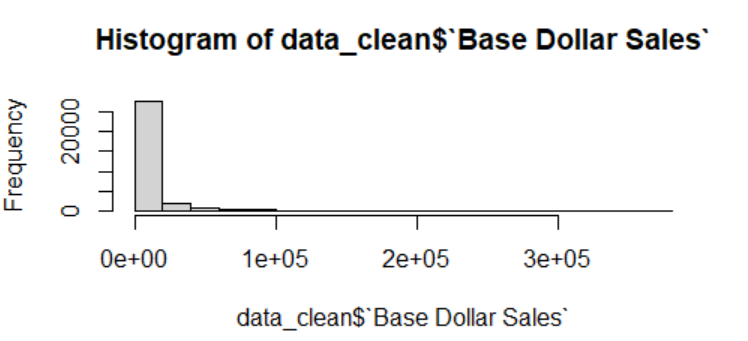 Histogram of data_clean$`Base Dollar Sales`
Frequency
20000
0
0e+00 1e+05 2e+05 3e+05
data_clean$`Base Dollar Sales`